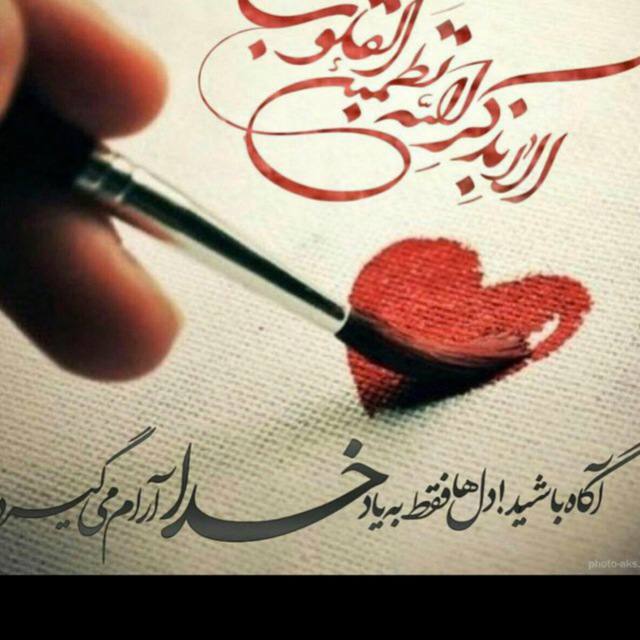 الا بذکر الله تطمئن القلوب
آگاه باشید! دل‌ها فقط به یاد خدا آرام می‌گیرد
photo-aks.